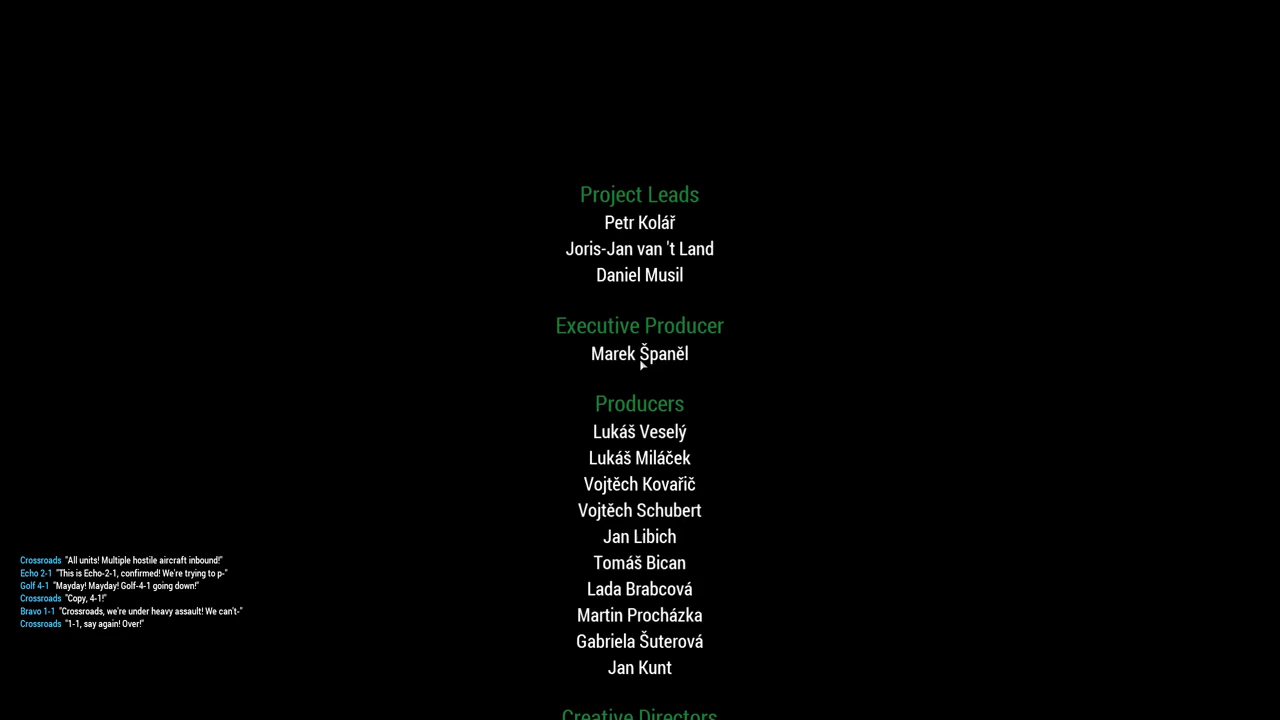 Project Leads
Petr Kolář
Joris-Jan van 't Land
Daniel Musil
Executive Producer
Marek Španěl
Producers
Lukáš Veselý
Lukáš Miláček
Vojtěch Kovařič
Vojtěch Schubert
Jan Libich
Tomáš Bican
Lada Brabcová
Martin Procházka
Gabriela Šuterová
Jan Kunt
Creative Directors
Crossroads "All units! Multiple hostile aircraft inbound!"
Echo 2-1 "This is Echo-2-1, confirmed! We're trying to p-"
Golf 4-1 "Mayday! Mayday! Golf-4-1 going down!"
Crossroads "Copy, 4-1!"
Bravo 1-1 "Crossroads, we're under heavy assault! We can't-"
Crossroads "1-1, say again! Over!"